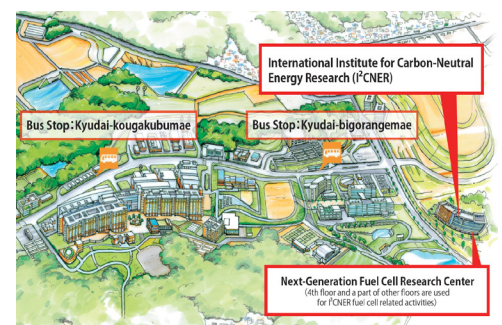 International Institute for Carbon-Neutral
Energy Research (I²CNER)
Bus Stop：Kyudai-kougakubumae
Bus Stop：Kyudai-bigorangemae
Next-Generation Fuel Cell Research Center
(4th floor and a part of other floors are used
for I²CNER fuel cell related activities)